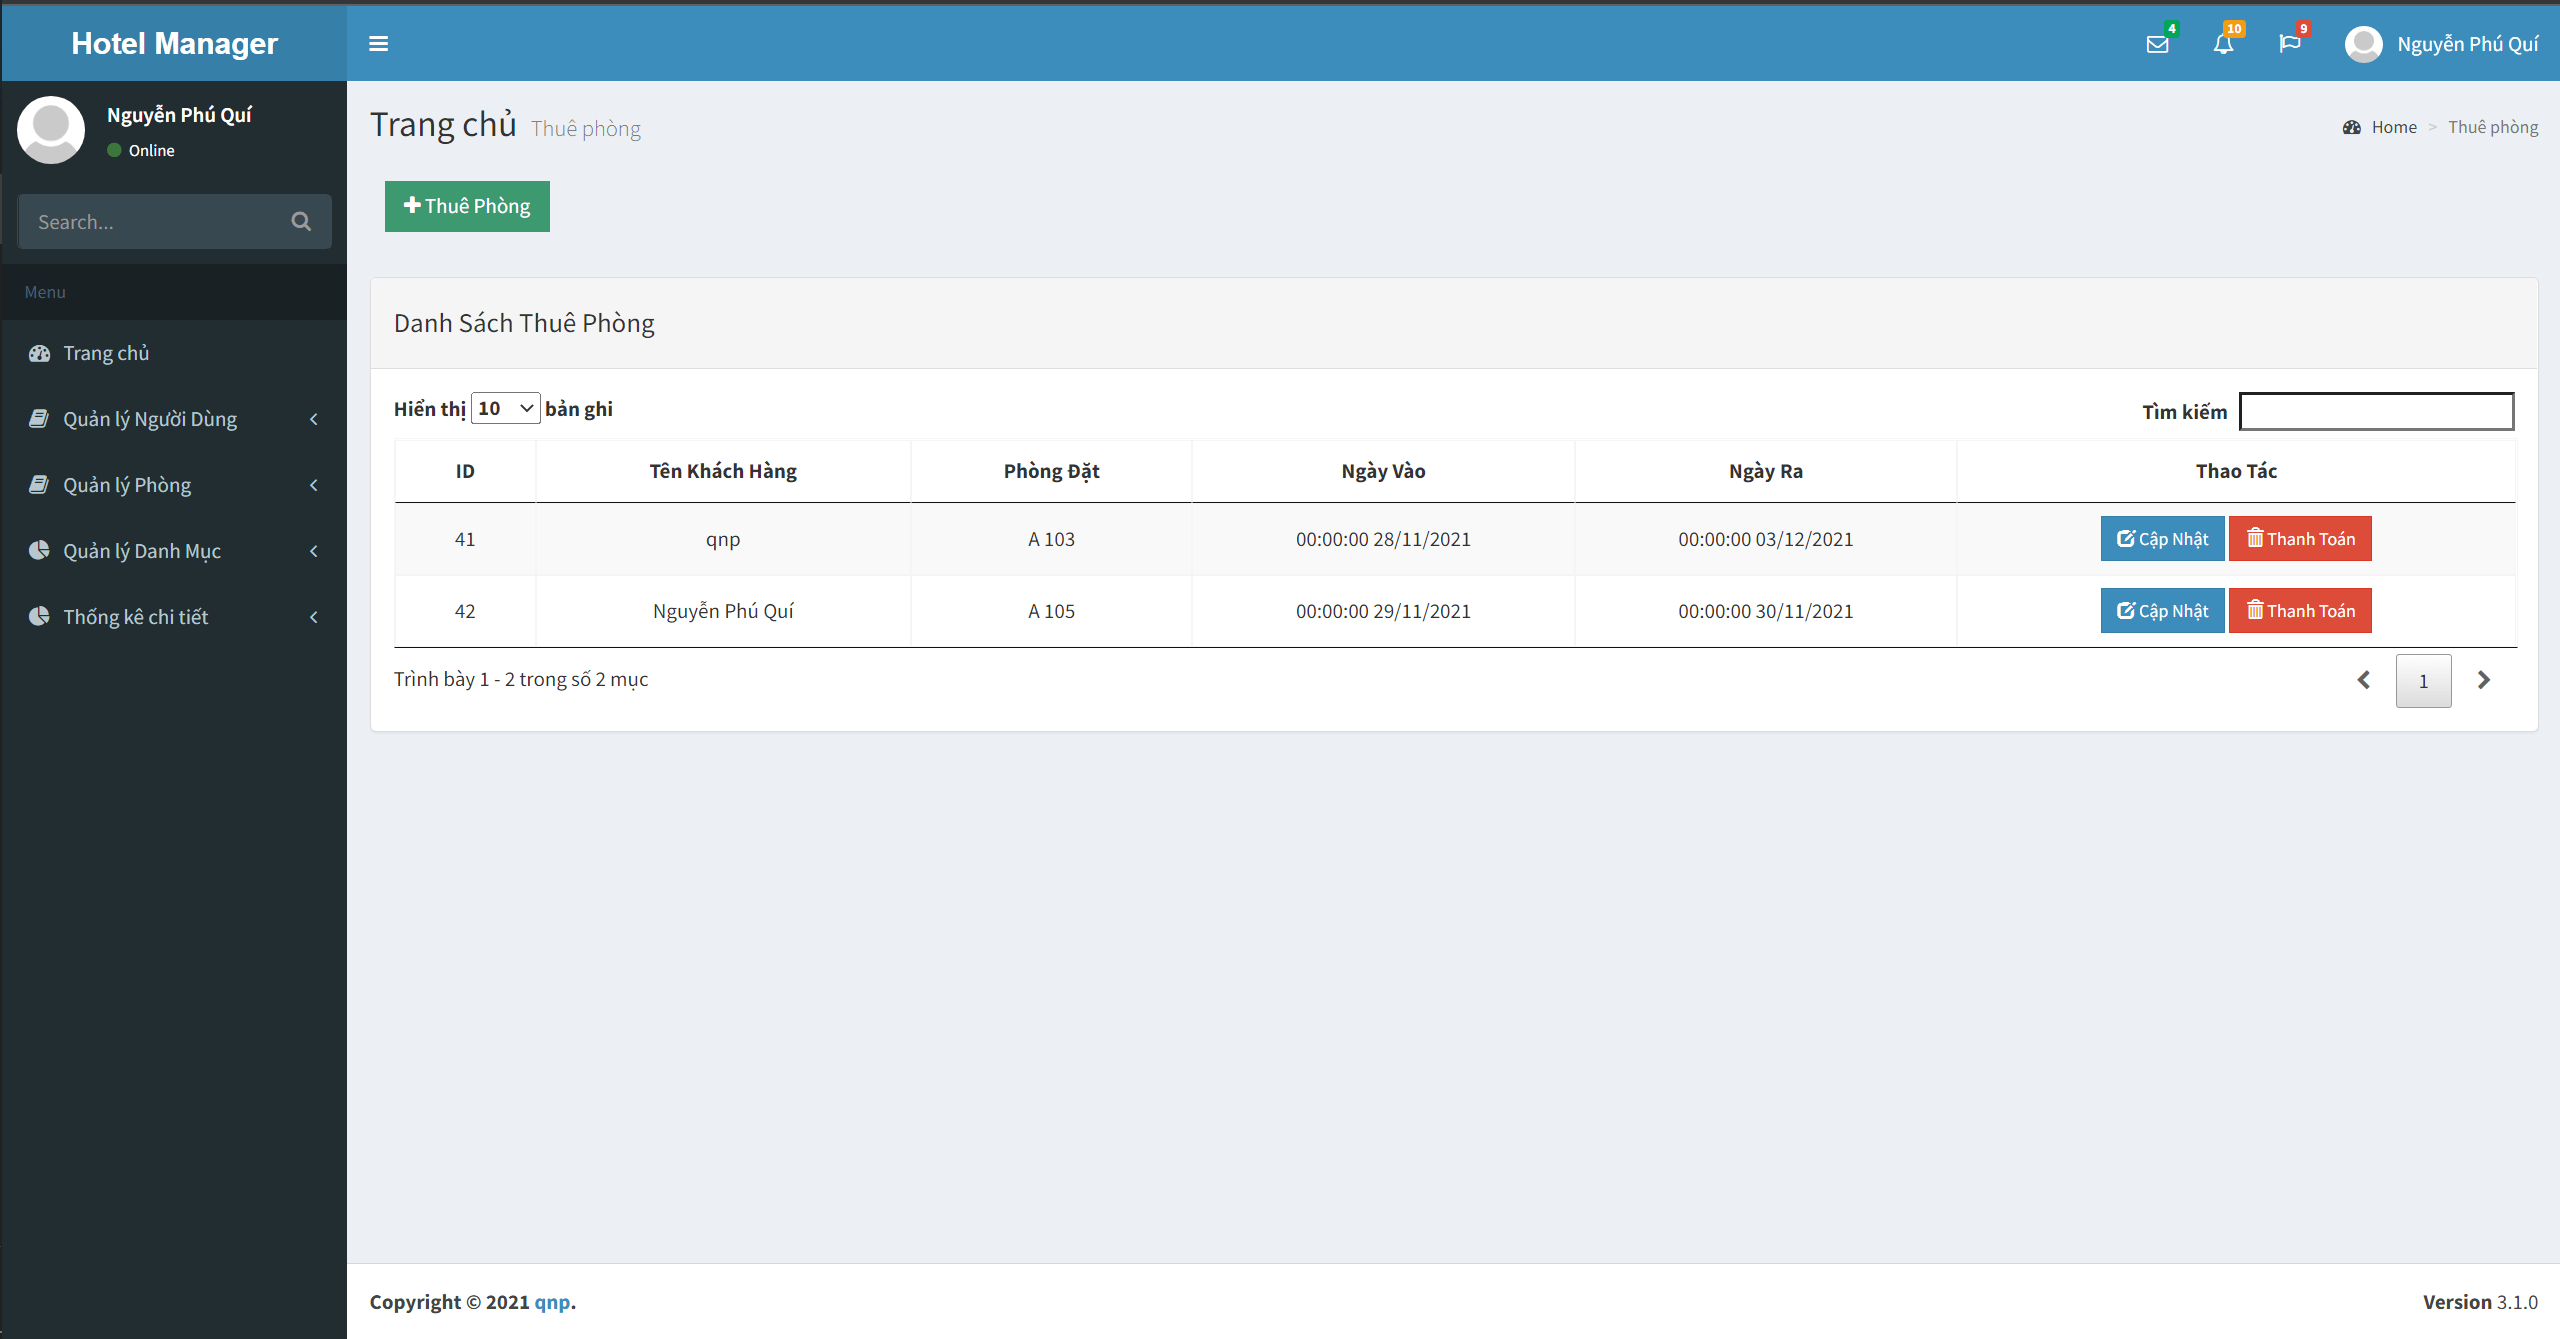 Hotel Manager
4
10
9
Nguyễn Phú Quí
Nguyễn Phú Quí
Online
Search...
Menu
Trang chủ
Quản lý Người Dùng
Quản lý Phòng
Quản lý Danh Mục
Thống kê chi tiết
Trang chủ Thuê phòng
Home > Thuê phòng
Thuê Phòng
Danh Sách Thuê Phòng
Hiển thị 10 bản ghi
Tìm kiếm
ID Tên Khách Hàng Phòng Đặt Ngày Vào Ngày Ra Thao Tác
41 qnp A 103 00:00:00 28/11/2021 00:00:00 03/12/2021 Cập Nhật Thanh Toán
42 Nguyễn Phú Quí A 105 00:00:00 29/11/2021 00:00:00 30/11/2021 Cập Nhật Thanh Toán
Trình bày 1 - 2 trong số 2 mục
1
Copyright © 2021 qnp.
Version 3.1.0